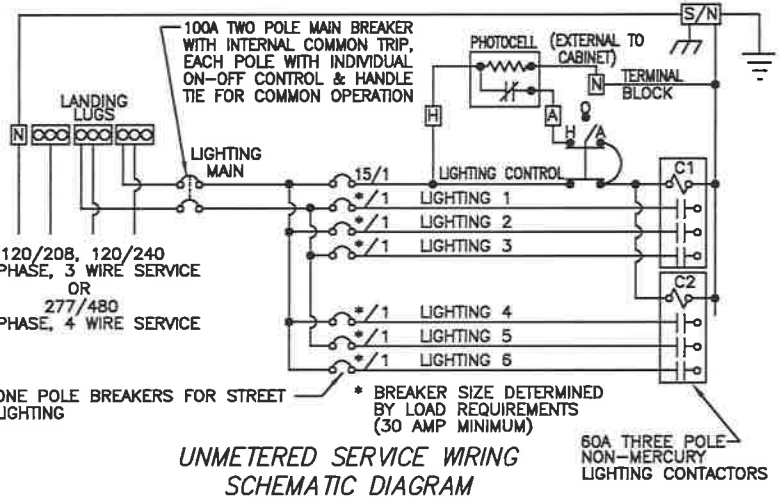 100A TWO POLE MAIN BREAKER
WITH INTERNAL COMMON TRIP,
EACH POLE WITH INDIVIDUAL
ON-OFF CONTROL & HANDLE
TIE FOR COMMON OPERATION
S/N
PHOTOCELL
(EXTERNAL TO
CABINET)
N
TERMINAL
BLOCK
H
A
O
H
A
LANDING
LUGS
N
LIGHTING
MAIN
15/1
LIGHTING CONTROL
C1
*/1 LIGHTING 1
*/1 LIGHTING 2
*/1 LIGHTING 3
C2
*/1 LIGHTING 4
*/1 LIGHTING 5
*/1 LIGHTING 6
120/208, 120/240
PHASE, 3 WIRE SERVICE
OR
277/480
PHASE, 4 WIRE SERVICE
ONE POLE BREAKERS FOR STREET
LIGHTING
* BREAKER SIZE DETERMINED
BY LOAD REQUIREMENTS
(30 AMP MINIMUM)
60A THREE POLE
NON-MERCURY
LIGHTING CONTACTORS
UNMETERED SERVICE WIRING
SCHEMATIC DIAGRAM